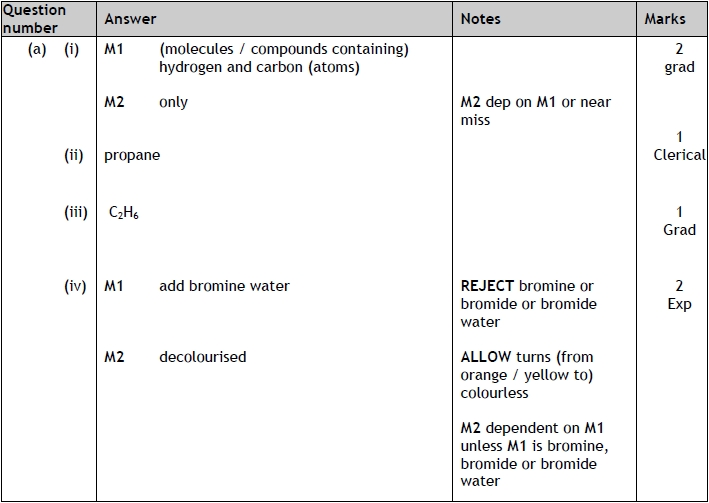 Question number Answer Notes Marks
(a) (i) M1 (molecules / compounds containing) 2
hydrogen and carbon (atoms) grad
M2 only M2 dep on M1 or near
miss
1
(ii) propane Clerical
(iii) C₂H₆ 1
Grad
(iv) M1 add bromine water REJECT bromine or 2
bromide or bromide Exp
water
M2 decolourised ALLOW turns (from
orange / yellow to)
colourless
M2 dependent on M1
unless M1 is bromine,
bromide or bromide
water